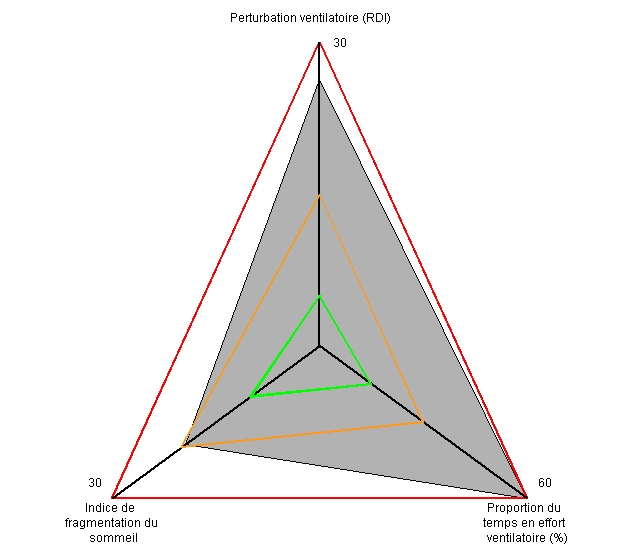 Perturbation ventilatoire (RDI)
30
30
60
Indice de
fragmentation du
sommeil
Proportion du
temps en effort
ventilatoire (%)